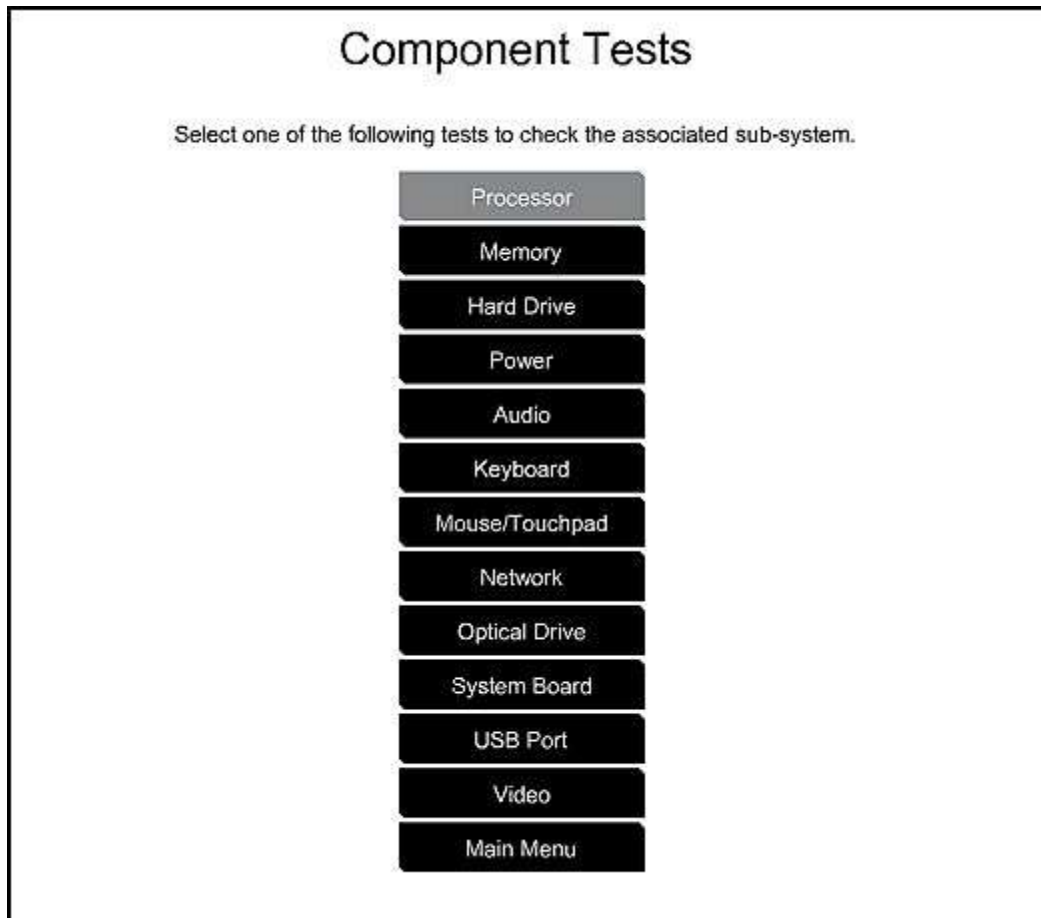 Component Tests
Select one of the following tests to check the associated sub-system.
Processor
Memory
Hard Drive
Power
Audio
Keyboard
Mouse/Touchpad
Network
Optical Drive
System Board
USB Port
Video
Main Menu